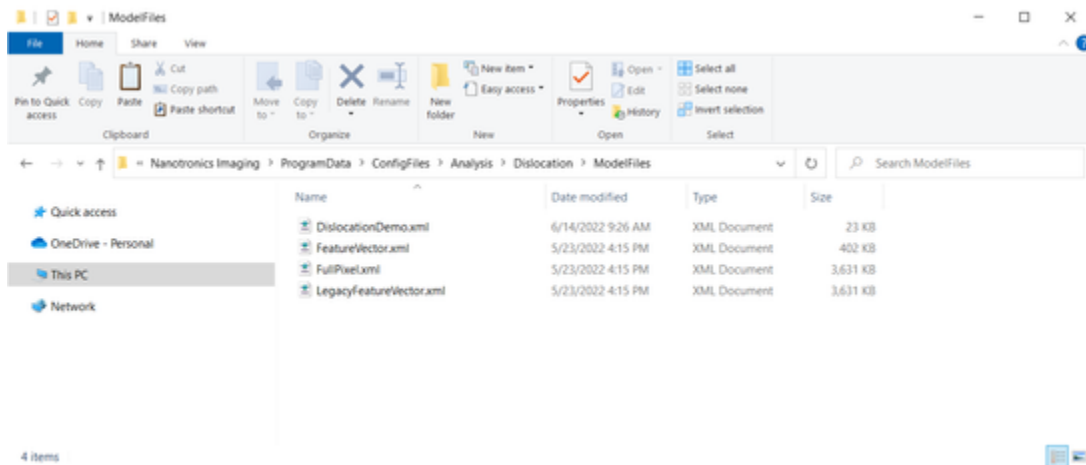 ModelFiles
File Home Share View
Pin to Quick access
Copy
Paste
Cut
Copy path
Paste shortcut
Move to
Copy to
Delete
Rename
New folder
New item
Easy access
Properties
Open
Edit
History
Select all
Select none
Invert selection
Clipboard Organize New Open Select
« Nanotronics Imaging > ProgramData > ConfigFiles > Analysis > Dislocation > ModelFiles
Search ModelFiles
Quick access
OneDrive - Personal
This PC
Network
Name Date modified Type Size
DislocationDemo.xml 6/14/2022 9:26 AM XML Document 23 KB
FeatureVector.xml 5/23/2022 4:15 PM XML Document 402 KB
FullPixel.xml 5/23/2022 4:15 PM XML Document 3,631 KB
LegacyFeatureVector.xml 5/23/2022 4:15 PM XML Document 3,631 KB
4 items